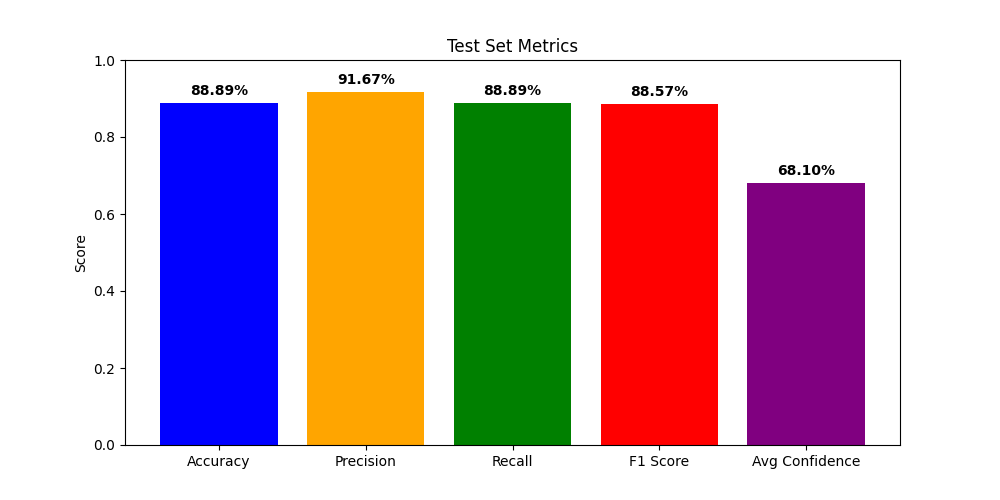 Test Set Metrics
1.0
0.8
0.6
0.4
0.2
0.0
Score
88.89%
91.67%
88.89%
88.57%
68.10%
Accuracy
Precision
Recall
F1 Score
Avg Confidence